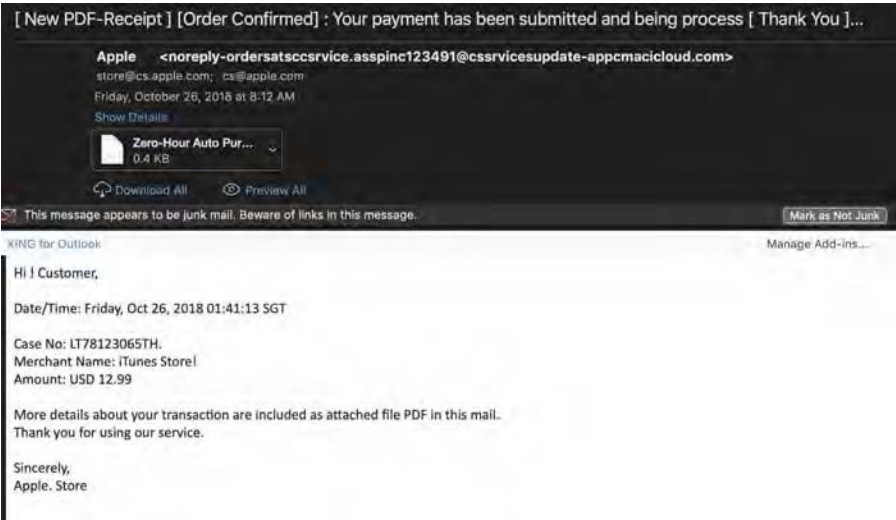 [ New PDF-Receipt ] [Order Confirmed] : Your payment has been submitted and being process [ Thank You ]...
Apple <noreply-ordersatsccsrvice.asspinc123491@cssrvicesupdate-appcmacicloud.com>
store@cs.apple.com; cs@apple.com
Friday, October 26, 2018 at 8:12 AM
Show Details
Zero-Hour Auto Pur...
0.4 KB
Download All Preview All
This message appears to be junk mail. Beware of links in this message. Mark as Not Junk
XING for Outlook Manage Add-ins....
Hi ! Customer,
Date/Time: Friday, Oct 26, 2018 01:41:13 SGT
Case No: LT78123065TH.
Merchant Name: iTunes Store!
Amount: USD 12.99
More details about your transaction are included as attached file PDF in this mail.
Thank you for using our service.
Sincerely,
Apple. Store